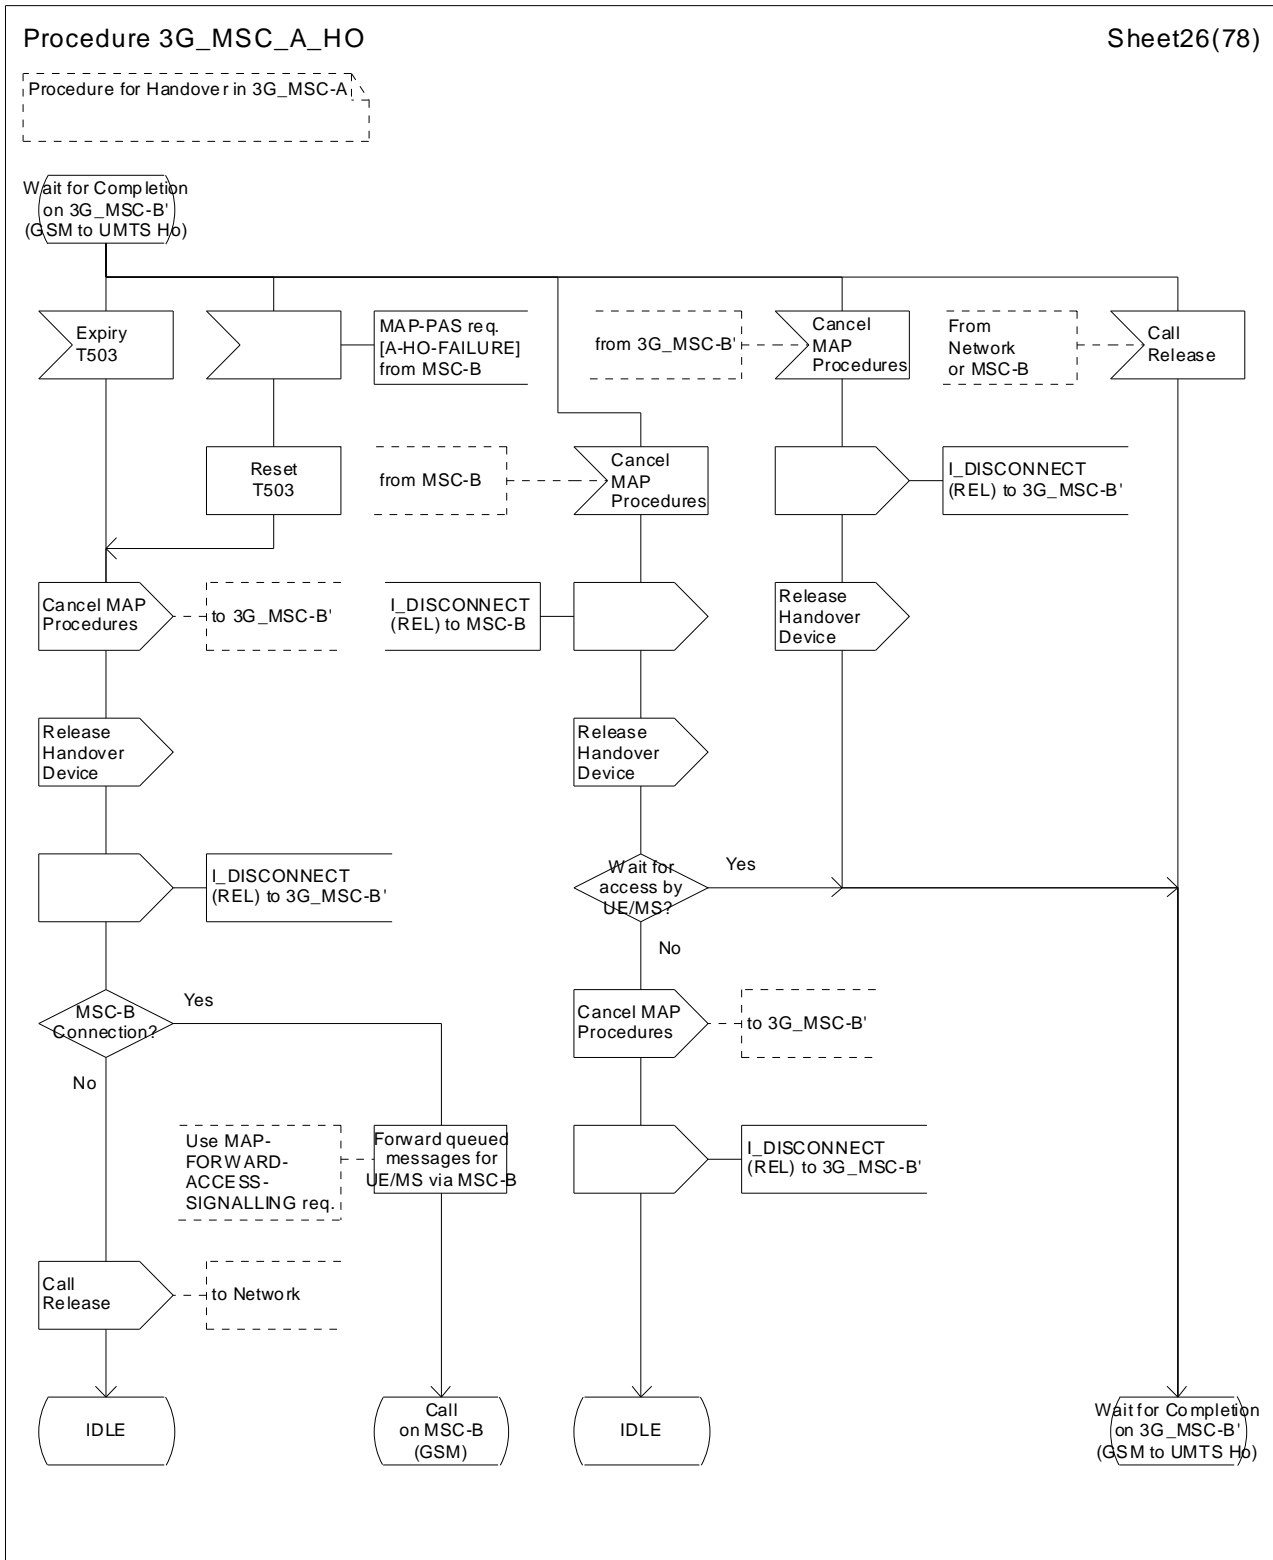 Procedure 3G_MSC_A_HO
Sheet26(78)
Procedure for Handover in 3G_MSC-A
Wait for Completion
on 3G_MSC-B'
(GSM to UMTS Ho)
Expiry
T503
MAP-PAS req.
[A-HO-FAILURE]
from MSC-B
from 3G_MSC-B'
Cancel
MAP
Procedures
From
Network
or MSC-B
Call
Release
Reset
T503
from MSC-B
Cancel
MAP
Procedures
I_DISCONNECT
(REL) to 3G_MSC-B'
Cancel MAP
Procedures
to 3G_MSC-B'
I_DISCONNECT
(REL) to MSC-B
Release
Handover
Device
Release
Handover
Device
Release
Handover
Device
I_DISCONNECT
(REL) to 3G_MSC-B'
Wait for
access by
UE/MS?
Yes
No
MSC-B
Connection?
Yes
No
Cancel MAP
Procedures
to 3G_MSC-B'
Use MAP-
FORWARD-
ACCESS-
SIGNALLING req.
Forward queued
messages for
UE/MS via MSC-B
I_DISCONNECT
(REL) to 3G_MSC-B'
Call
Release
to Network
IDLE
Call
on MSC-B
(GSM)
IDLE
Wait for Completion
on 3G_MSC-B'
(GSM to UMTS Ho)